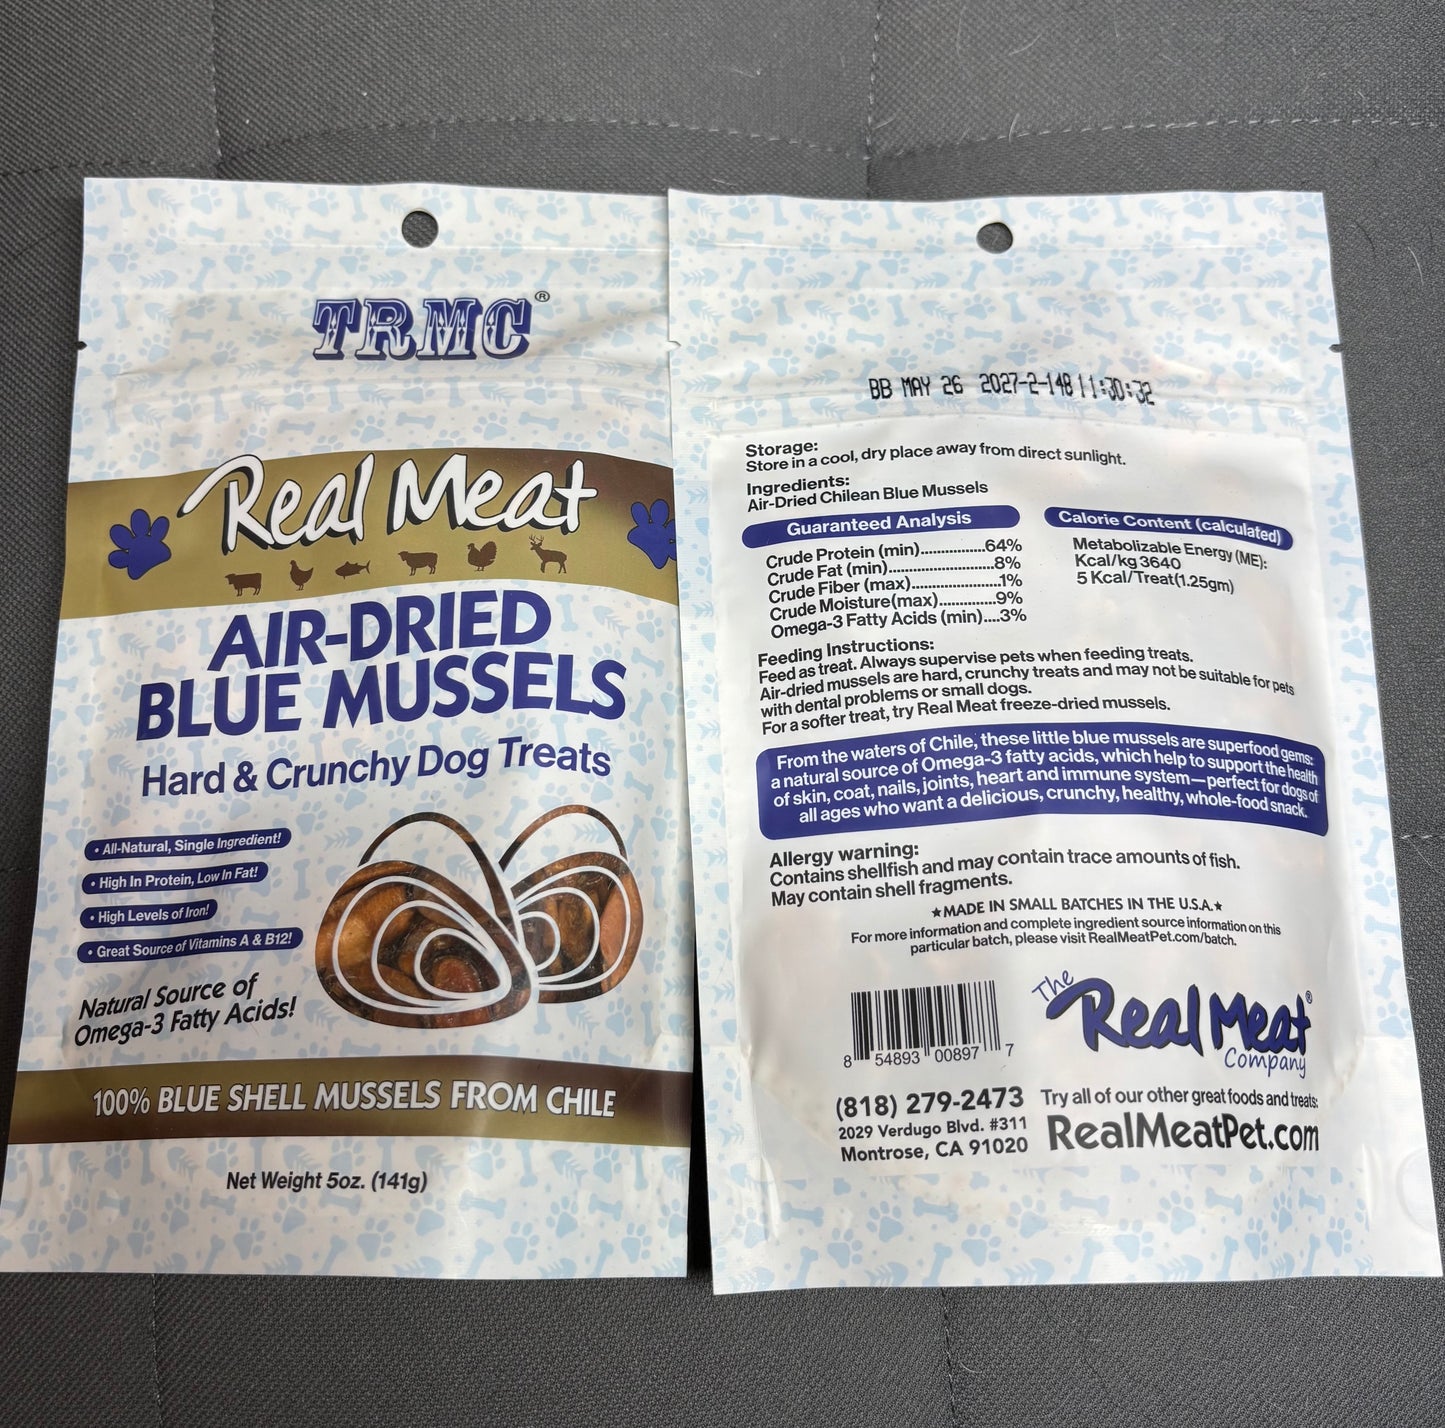 TRMC®
Real Meat
AIR-DRIED
BLUE MUSSELS
Hard & Crunchy Dog Treats
• All-Natural, Single Ingredient!
• High In Protein, Low In Fat!
• High Levels of Iron!
• Great Source of Vitamins A & B12!
Natural Source of
Omega-3 Fatty Acids!
100% BLUE SHELL MUSSELS FROM CHILE
Net Weight 5oz. (141g)
BB MAY 26 2027-2-148 11:30:32
Storage:
Store in a cool, dry place away from direct sunlight.
Ingredients:
Air-Dried Chilean Blue Mussels
Guaranteed Analysis
Crude Protein (min)................64%
Crude Fat (min)..........................8%
Crude Fiber (max)......................1%
Crude Moisture(max)..............9%
Omega-3 Fatty Acids (min)....3%
Calorie Content (calculated)
Metabolizable Energy (ME):
Kcal/kg 3640
5 Kcal/Treat(1.25gm)
Feeding Instructions:
Feed as treat. Always supervise pets when feeding treats.
Air-dried mussels are hard, crunchy treats and may not be suitable for pets
with dental problems or small dogs.
For a softer treat, try Real Meat freeze-dried mussels.
From the waters of Chile, these little blue mussels are superfood gems:
a natural source of Omega-3 fatty acids, which help to support the health
of skin, coat, nails, joints, heart and immune system—perfect for dogs of
all ages who want a delicious, crunchy, healthy, whole-food snack.
Allergy warning:
Contains shellfish and may contain trace amounts of fish.
May contain shell fragments.
★MADE IN SMALL BATCHES IN THE U.S.A.★
For more information and complete ingredient source information on this
particular batch, please visit RealMeatPet.com/batch.
8 54893 00897 7
The
Real Meat®
Company
(818) 279-2473
2029 Verdugo Blvd. #311
Montrose, CA 91020
Try all of our other great foods and treats:
RealMeatPet.com